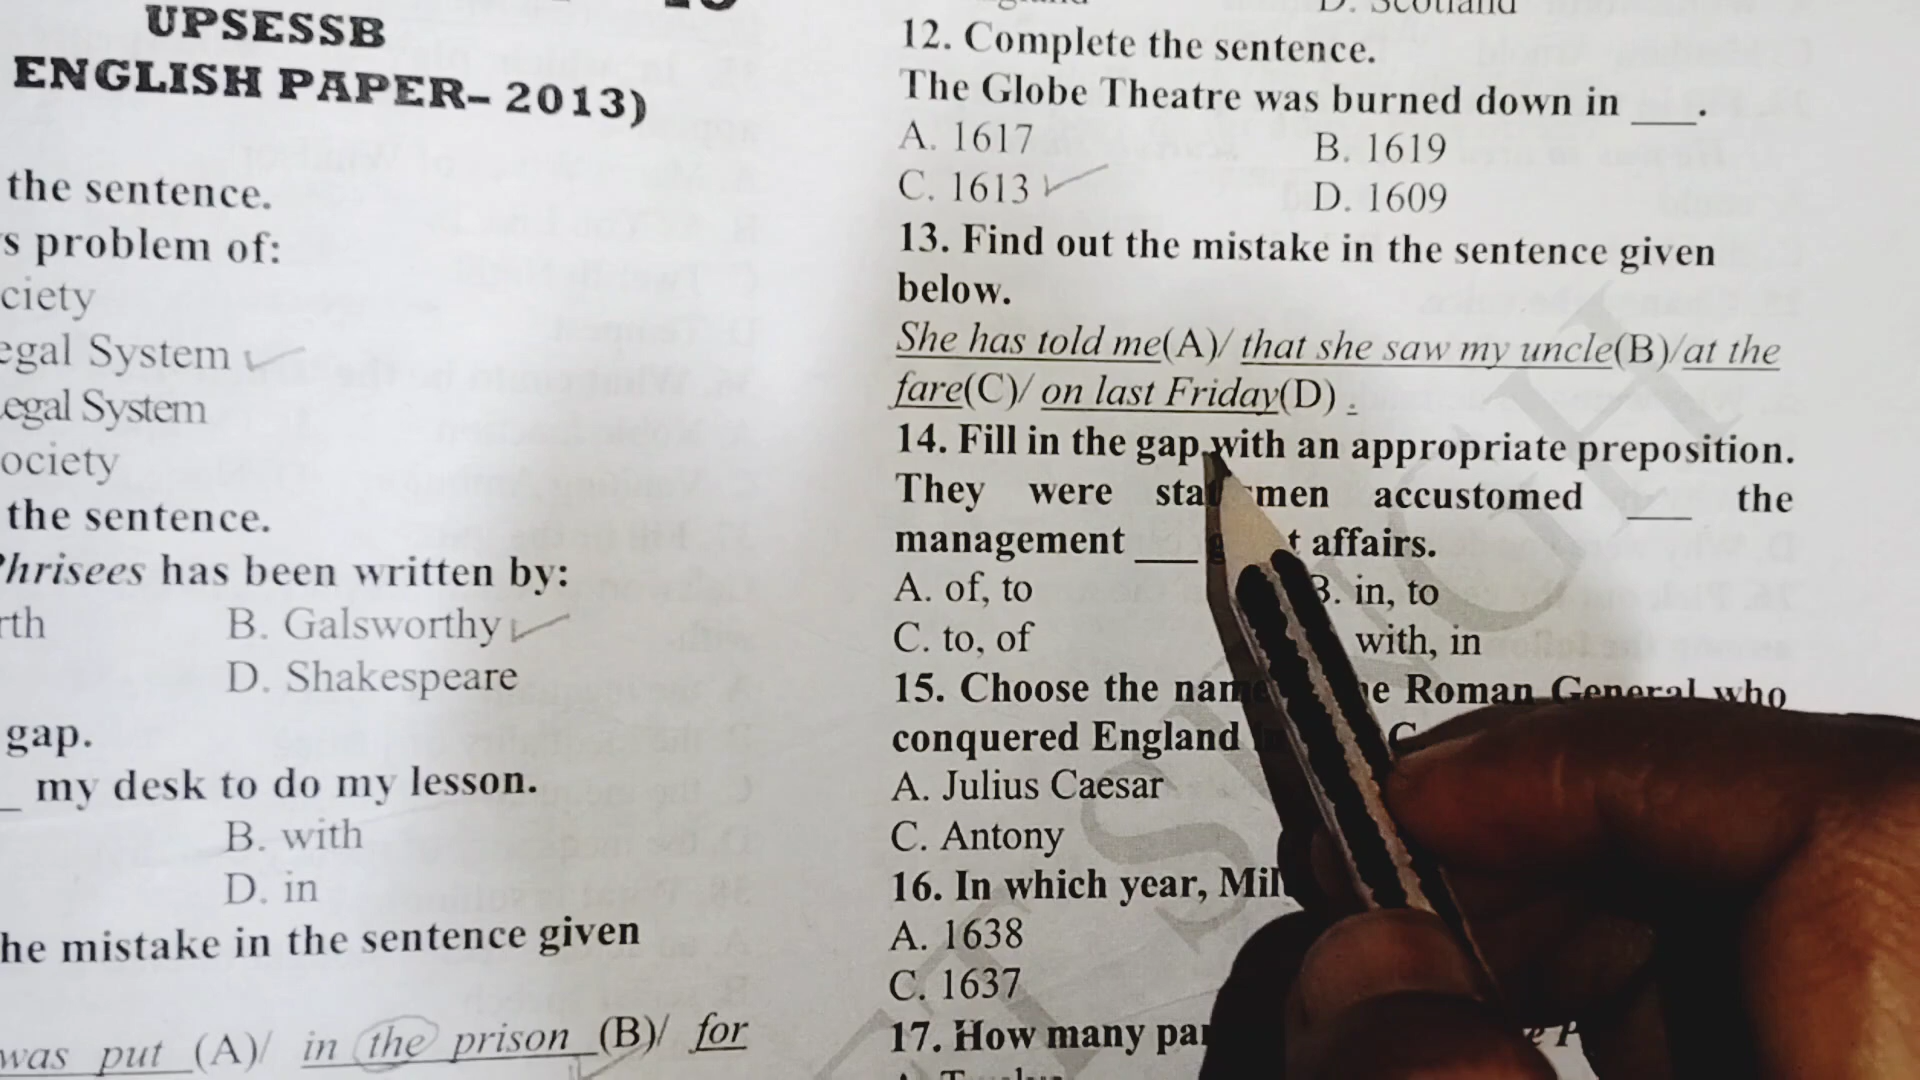 UPSESSB
ENGLISH PAPER- 2013)
the sentence.
problem of:
ciety
egal System
egal System
ociety
the sentence.
Phrisees has been written by:
rth B. Galsworthy
D. Shakespeare
gap.
_ my desk to do my lesson.
B. with
D. in
he mistake in the sentence given
was put (A)/ in the prison (B)/ for
D. Scotland
12. Complete the sentence.
The Globe Theatre was burned down in ___.
A. 1617 B. 1619
C. 1613 D. 1609
13. Find out the mistake in the sentence given
below.
She has told me(A)/ that she saw my uncle(B)/at the
fare(C)/ on last Friday(D) .
14. Fill in the gap with an appropriate preposition.
They were men accustomed ___ the
management ___ affairs.
A. of, to B. in, to
C. to, of with, in
15. Choose the name Roman General who
conquered England
A. Julius Caesar
C. Antony
16. In which year,
A. 1638
C. 1637
17. How many
SINGH